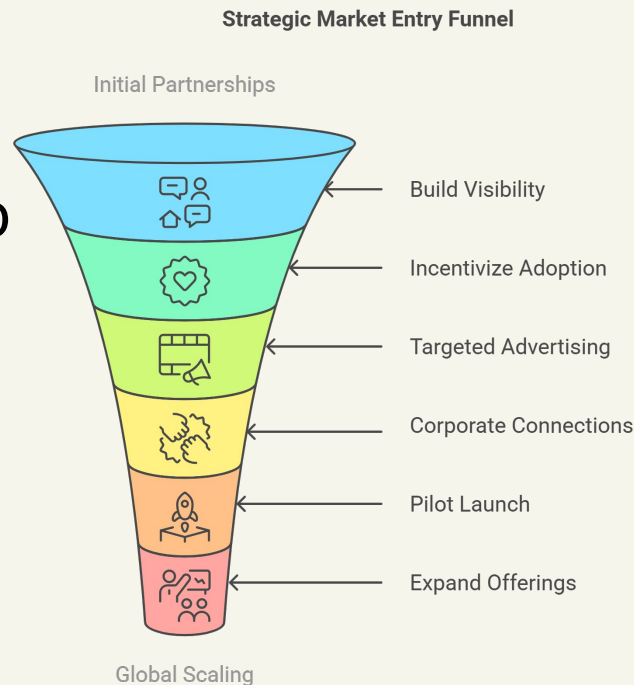 Strategic Market Entry Funnel
Initial Partnerships
Build Visibility
Incentivize Adoption
Targeted Advertising
Corporate Connections
Pilot Launch
Expand Offerings
Global Scaling